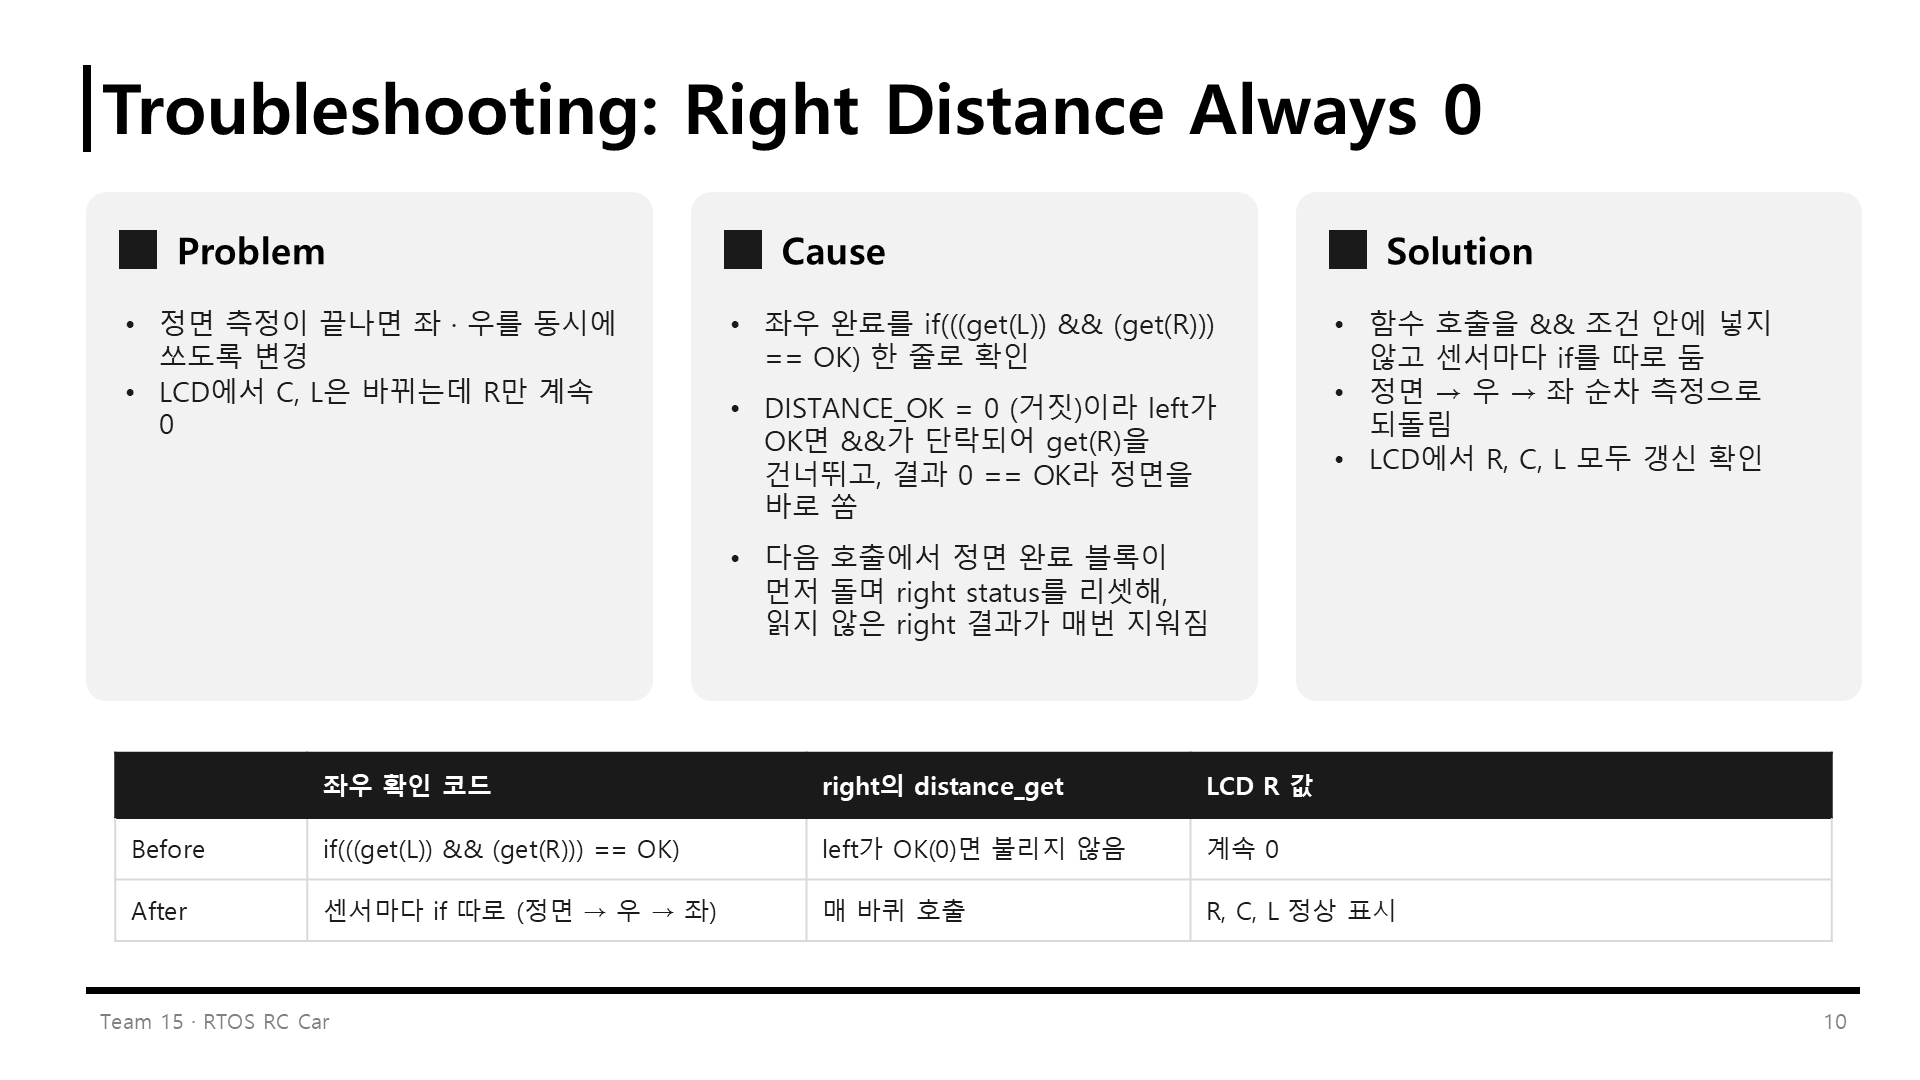 Troubleshooting: Right Distance Always 0
Problem
• 정면 측정이 끝나면 좌 · 우를 동시에
쏘도록 변경
• LCD에서 C, L은 바뀌는데 R만 계속
0
Cause
• 좌우 완료를 if(((get(L)) && (get(R)))
== OK) 한 줄로 확인
• DISTANCE_OK = 0 (거짓)이라 left가
OK면 &&가 단락되어 get(R)을
건너뛰고, 결과 0 == OK라 정면을
바로 쏨
• 다음 호출에서 정면 완료 블록이
먼저 돌며 right status를 리셋해,
읽지 않은 right 결과가 매번 지워짐
Solution
• 함수 호출을 && 조건 안에 넣지
않고 센서마다 if를 따로 둠
• 정면 → 우 → 좌 순차 측정으로
되돌림
• LCD에서 R, C, L 모두 갱신 확인
좌우 확인 코드 right의 distance_get LCD R 값
Before if(((get(L)) && (get(R))) == OK) left가 OK(0)면 불리지 않음 계속 0
After 센서마다 if 따로 (정면 → 우 → 좌) 매 바퀴 호출 R, C, L 정상 표시
Team 15 · RTOS RC Car 10